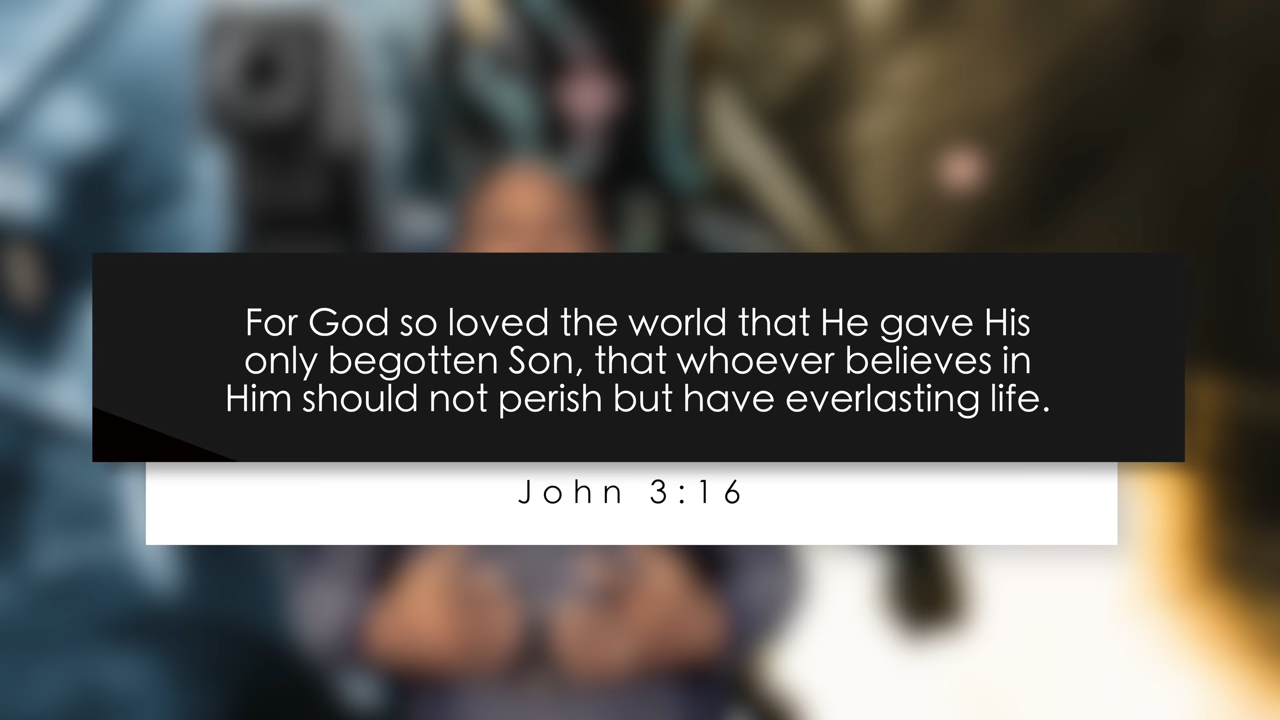 For God so loved the world that He gave His
only begotten Son, that whoever believes in
Him should not perish but have everlasting life.
John 3:16